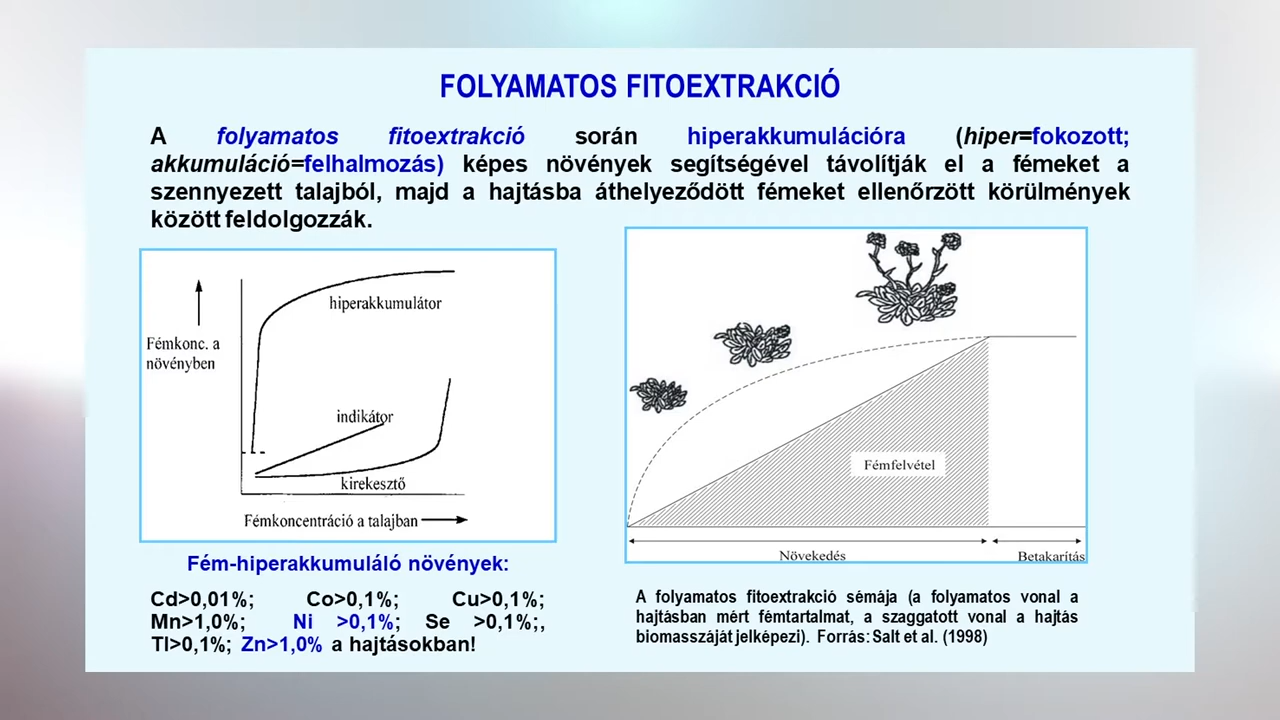 FOLYAMATOS FITOEXTRAKCIÓ
A folyamatos fitoextrakció során hiperakkumulációra (hiper=fokozott;
akkumuláció=felhalmozás) képes növények segítségével távolítják el a fémeket a
szennyezett talajból, majd a hajtásba áthelyeződött fémeket ellenőrzött körülmények
között feldolgozzák.
hiperakkumulátor
Fémkonc. a
növényben
indikátor
kirekesztő
Fémkoncentráció a talajban
Fémfelvétel
Növekedés
Betakarítás
Fém-hiperakkumuláló növények:
Cd>0,01%; Co>0,1%; Cu>0,1%;
Mn>1,0%; Ni >0,1%; Se >0,1%;,
Tl>0,1%; Zn>1,0% a hajtásokban!
A folyamatos fitoextrakció sémája (a folyamatos vonal a
hajtásban mért fémtartalmat, a szaggatott vonal a hajtás
biomasszáját jelképezi). Forrás: Salt et al. (1998)